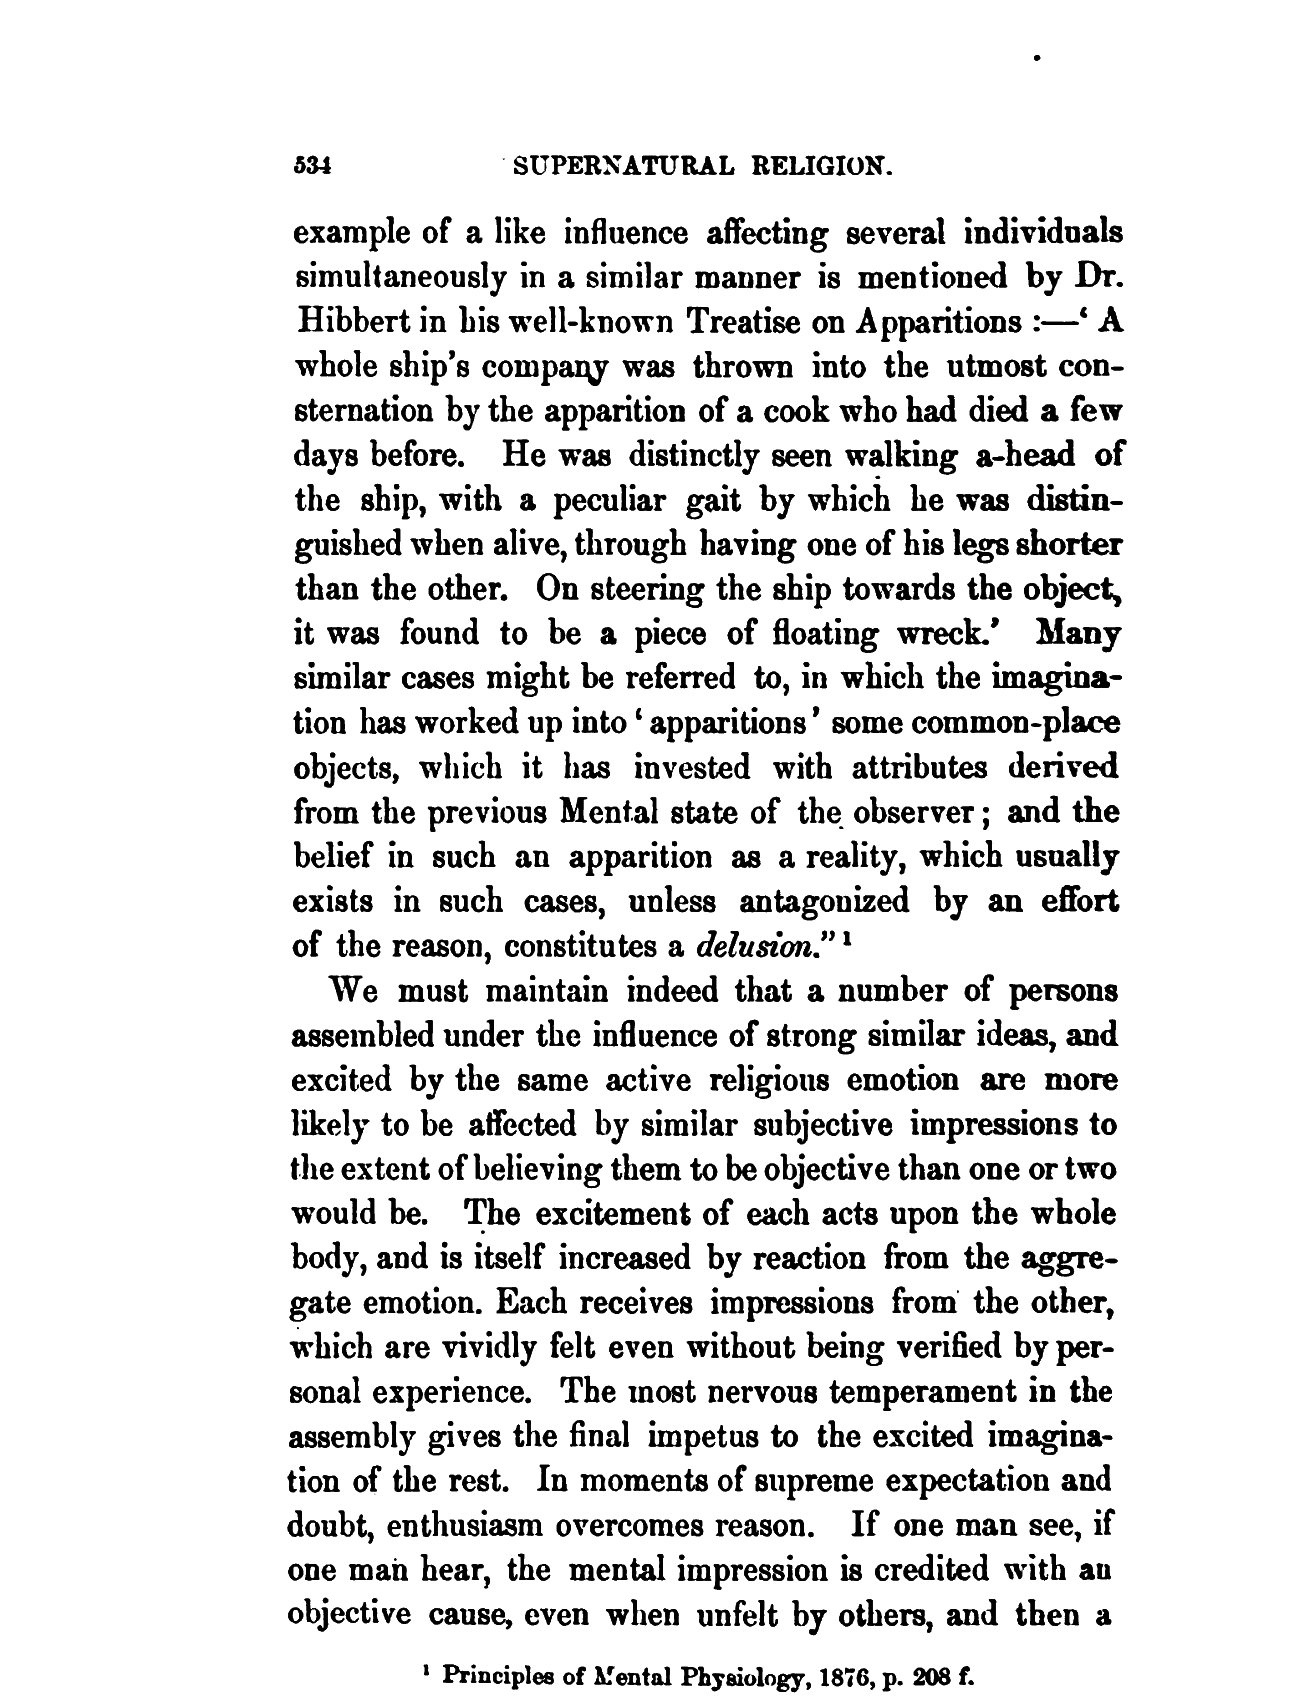 534 SUPERNATURAL RELIGION.
example of a like influence affecting several individuals
simultaneously in a similar manner is mentioned by Dr.
Hibbert in his well-known Treatise on Apparitions :—‘ A
whole ship's company was thrown into the utmost con-
sternation by the apparition of a cook who had died a few
days before. He was distinctly seen walking a-head of
the ship, with a peculiar gait by which he was distin-
guished when alive, through having one of his legs shorter
than the other. On steering the ship towards the object,
it was found to be a piece of floating wreck.’ Many
similar cases might be referred to, in which the imagina-
tion has worked up into ‘ apparitions ’ some common-place
objects, which it has invested with attributes derived
from the previous Mental state of the observer ; and the
belief in such an apparition as a reality, which usually
exists in such cases, unless antagonized by an effort
of the reason, constitutes a delusion.” ¹
We must maintain indeed that a number of persons
assembled under the influence of strong similar ideas, and
excited by the same active religious emotion are more
likely to be affected by similar subjective impressions to
the extent of believing them to be objective than one or two
would be. The excitement of each acts upon the whole
body, and is itself increased by reaction from the aggre-
gate emotion. Each receives impressions from the other,
which are vividly felt even without being verified by per-
sonal experience. The most nervous temperament in the
assembly gives the final impetus to the excited imagina-
tion of the rest. In moments of supreme expectation and
doubt, enthusiasm overcomes reason. If one man see, if
one man hear, the mental impression is credited with an
objective cause, even when unfelt by others, and then a
¹ Principles of Mental Physiology, 1876, p. 208 f.